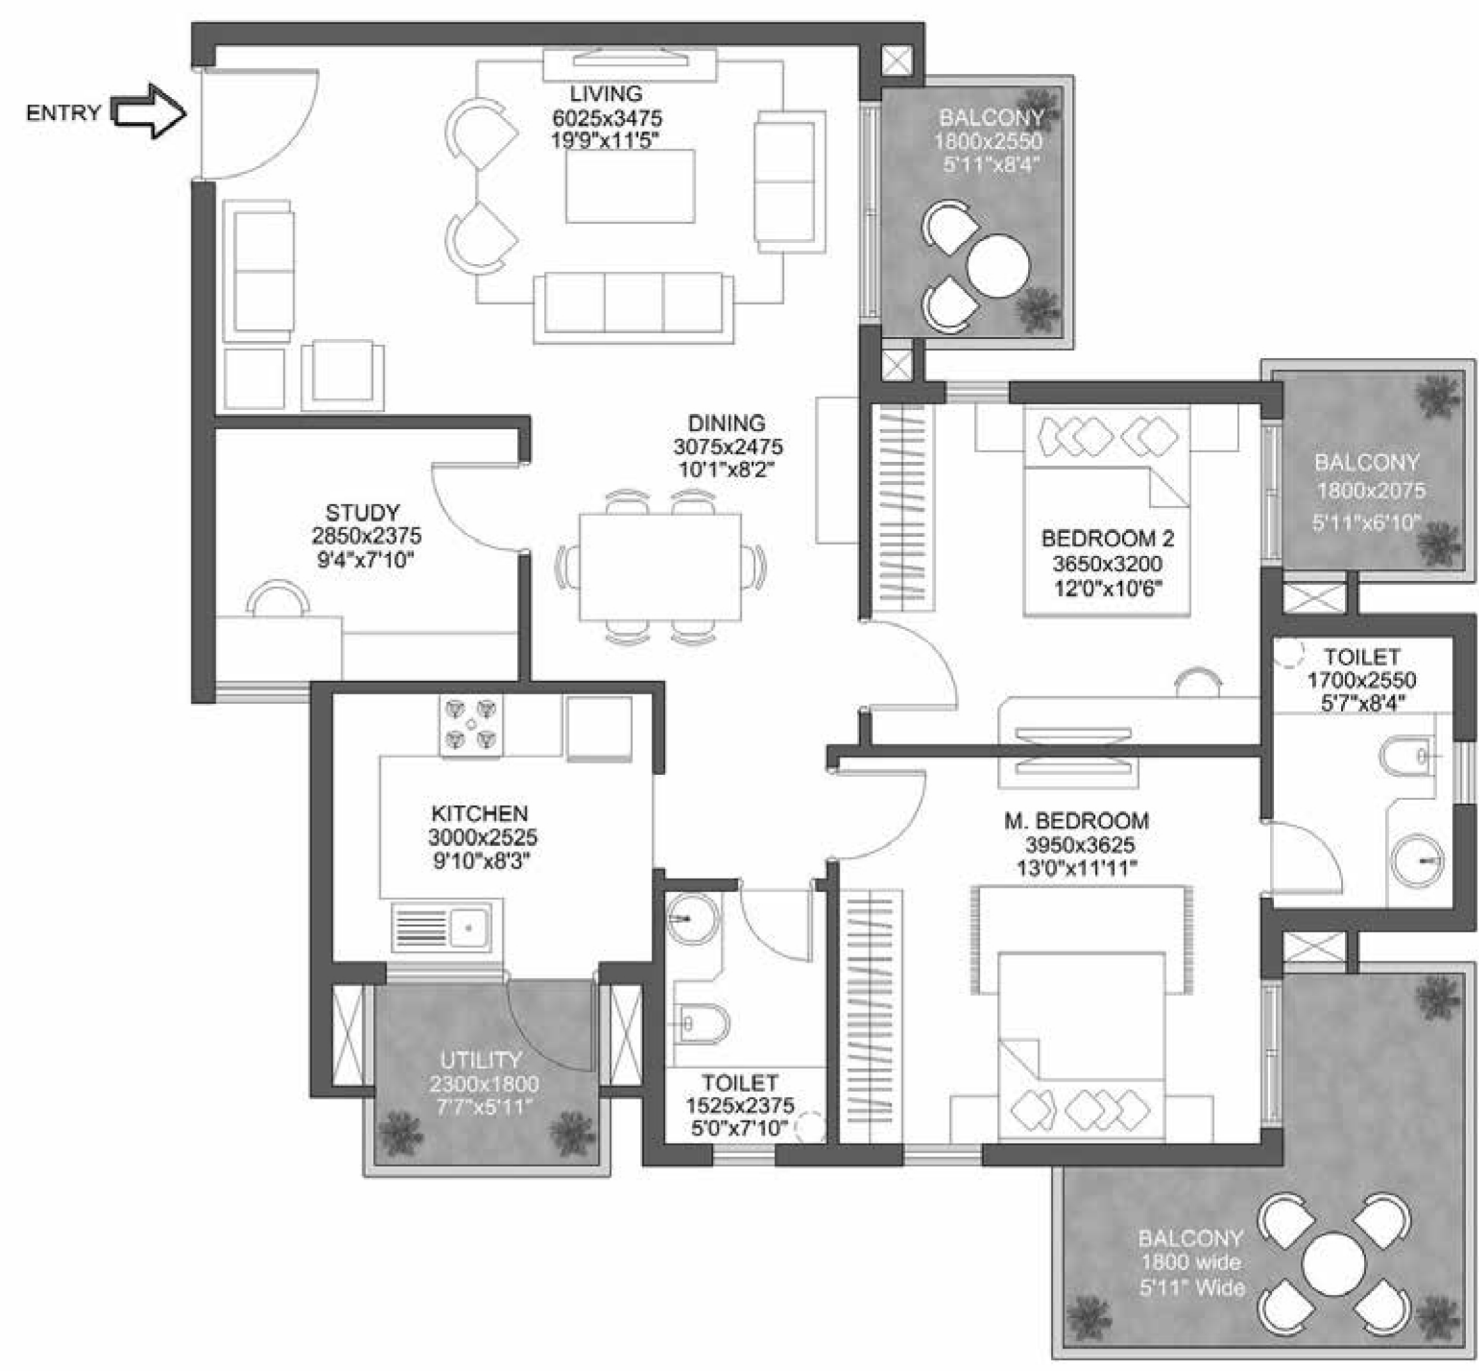 ENTRY
LIVING
6025x3475
19'9"x11'5"
BALCONY
1800x2550
5'11"x8'4"
DINING
3075x2475
10'1"x8'2"
BALCONY
1800x2075
5'11"x6'10"
STUDY
2850x2375
9'4"x7'10"
BEDROOM 2
3650x3200
12'0"x10'6"
TOILET
1700x2550
5'7"x8'4"
KITCHEN
3000x2525
9'10"x8'3"
M. BEDROOM
3950x3625
13'0"x11'11"
UTILITY
2300x1800
7'7"x5'11"
TOILET
1525x2375
5'0"x7'10"
BALCONY
1800 wide
5'11" Wide